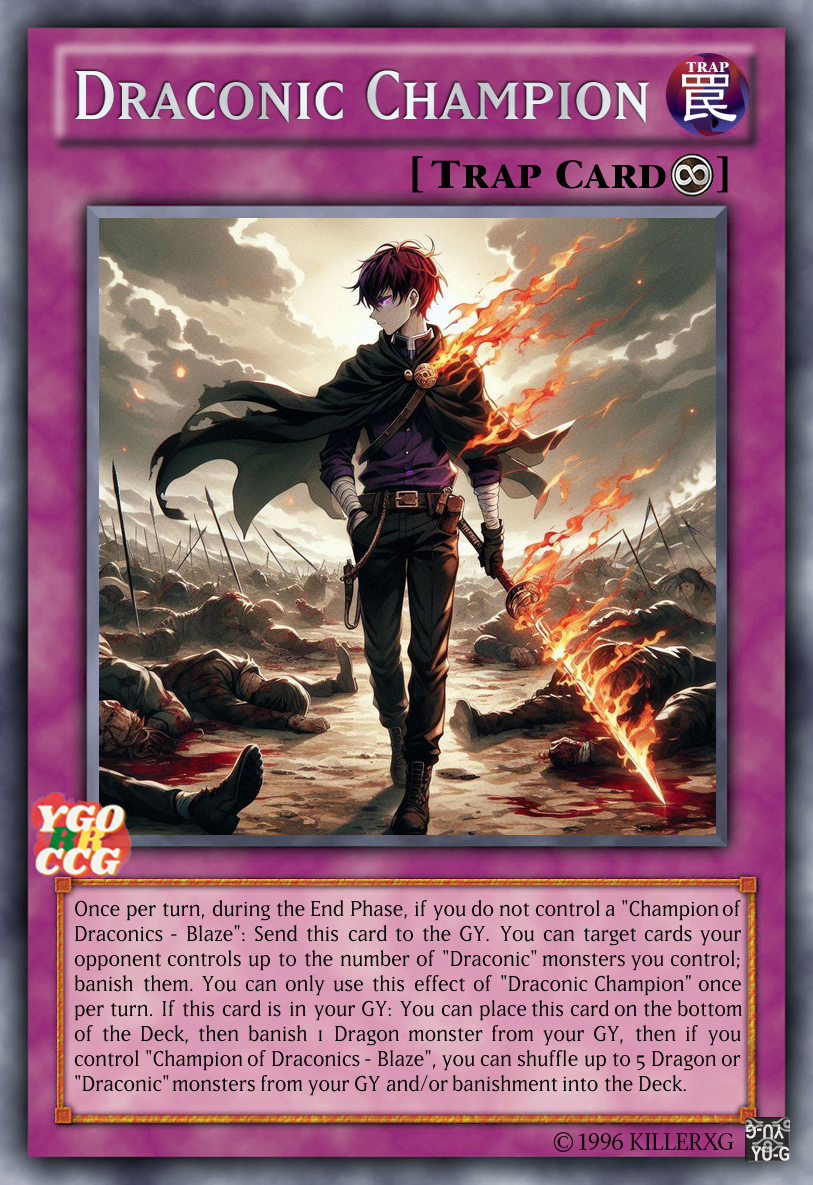 DRACONIC CHAMPION
TRAP
罠
[TRAP CARD∞]
YGO
BR
CCG
Once per turn, during the End Phase, if you do not control a "Champion of
Draconics - Blaze": Send this card to the GY. You can target cards your
opponent controls up to the number of "Draconic" monsters you control;
banish them. You can only use this effect of "Draconic Champion" once
per turn. If this card is in your GY: You can place this card on the bottom
of the Deck, then banish 1 Dragon monster from your GY, then if you
control "Champion of Draconics - Blaze", you can shuffle up to 5 Dragon or
"Draconic" monsters from your GY and/or banishment into the Deck.
© 1996 KILLERXG
YU-G